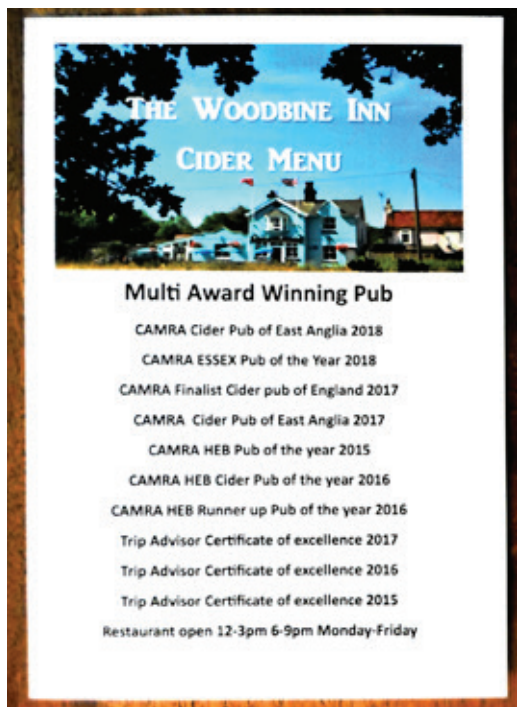 THE WOODBINE INN
CIDER MENU
Multi Award Winning Pub
CAMRA Cider Pub of East Anglia 2018
CAMRA ESSEX Pub of the Year 2018
CAMRA Finalist Cider pub of England 2017
CAMRA Cider Pub of East Anglia 2017
CAMRA HEB Pub of the year 2015
CAMRA HEB Cider Pub of the year 2016
CAMRA HEB Runner up Pub of the year 2016
Trip Advisor Certificate of excellence 2017
Trip Advisor Certificate of excellence 2016
Trip Advisor Certificate of excellence 2015
Restaurant open 12-3pm 6-9pm Monday-Friday